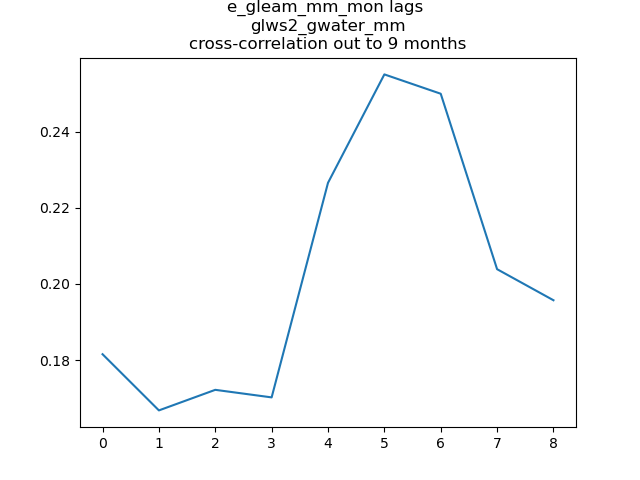 e_gleam_mm_mon lags
glws2_gwater_mm
cross-correlation out to 9 months
0.24
0.22
0.20
0.18
0 1 2 3 4 5 6 7 8